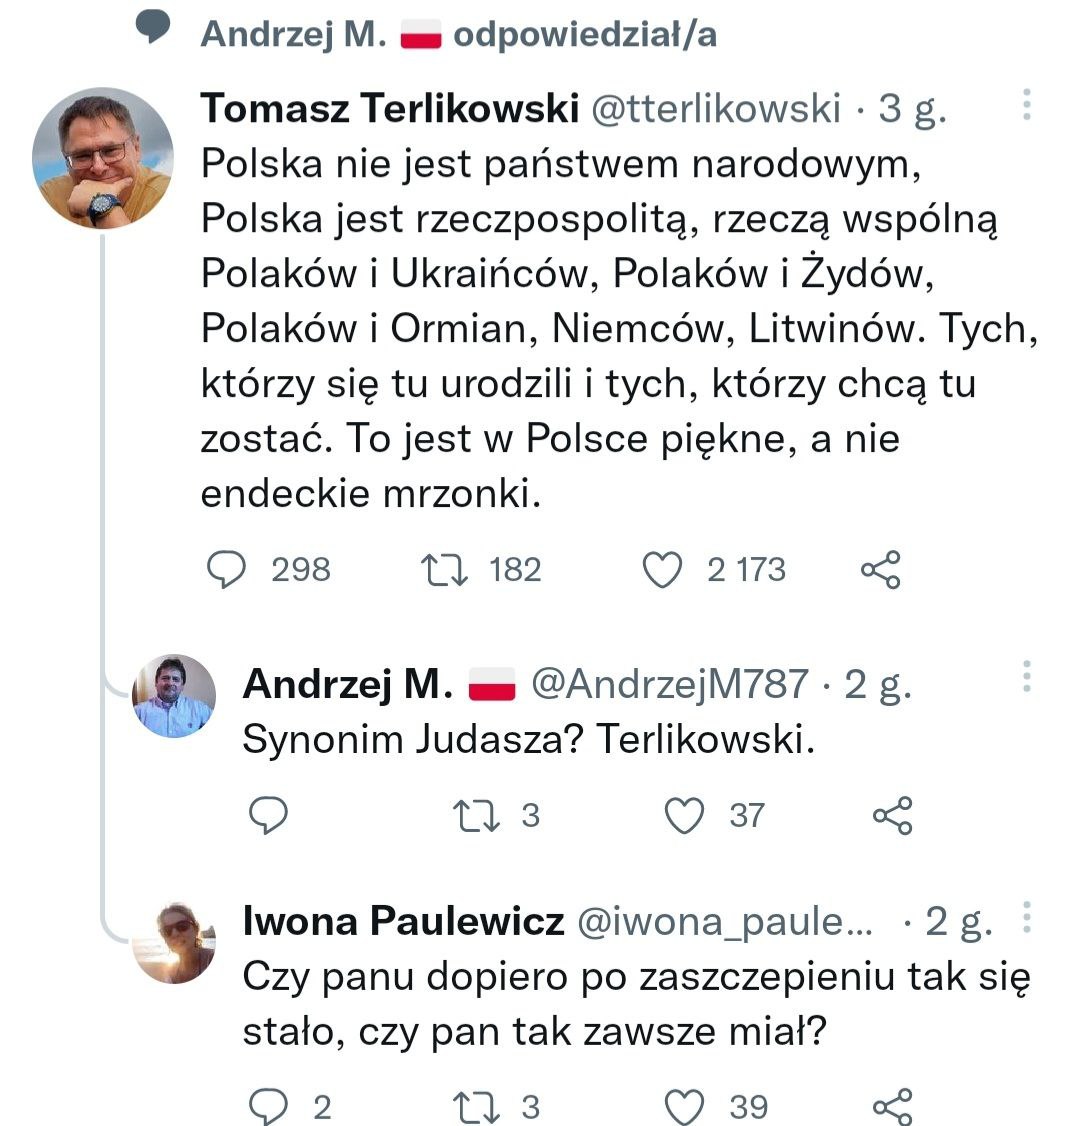 Andrzej M. 🇵🇱 odpowiedział/a
Tomasz Terlikowski @tterlikowski · 3 g.
Polska nie jest państwem narodowym,
Polska jest rzeczpospolitą, rzeczą wspólną
Polaków i Ukraińców, Polaków i Żydów,
Polaków i Ormian, Niemców, Litwinów. Tych,
którzy się tu urodzili i tych, którzy chcą tu
zostać. To jest w Polsce piękne, a nie
endeckie mrzonki.
298 182 2 173
Andrzej M. 🇵🇱 @AndrzejM787 · 2 g.
Synonim Judasza? Terlikowski.
3 37
Iwona Paulewicz @iwona_paule... · 2 g.
Czy panu dopiero po zaszczepieniu tak się
stało, czy pan tak zawsze miał?
2 3 39